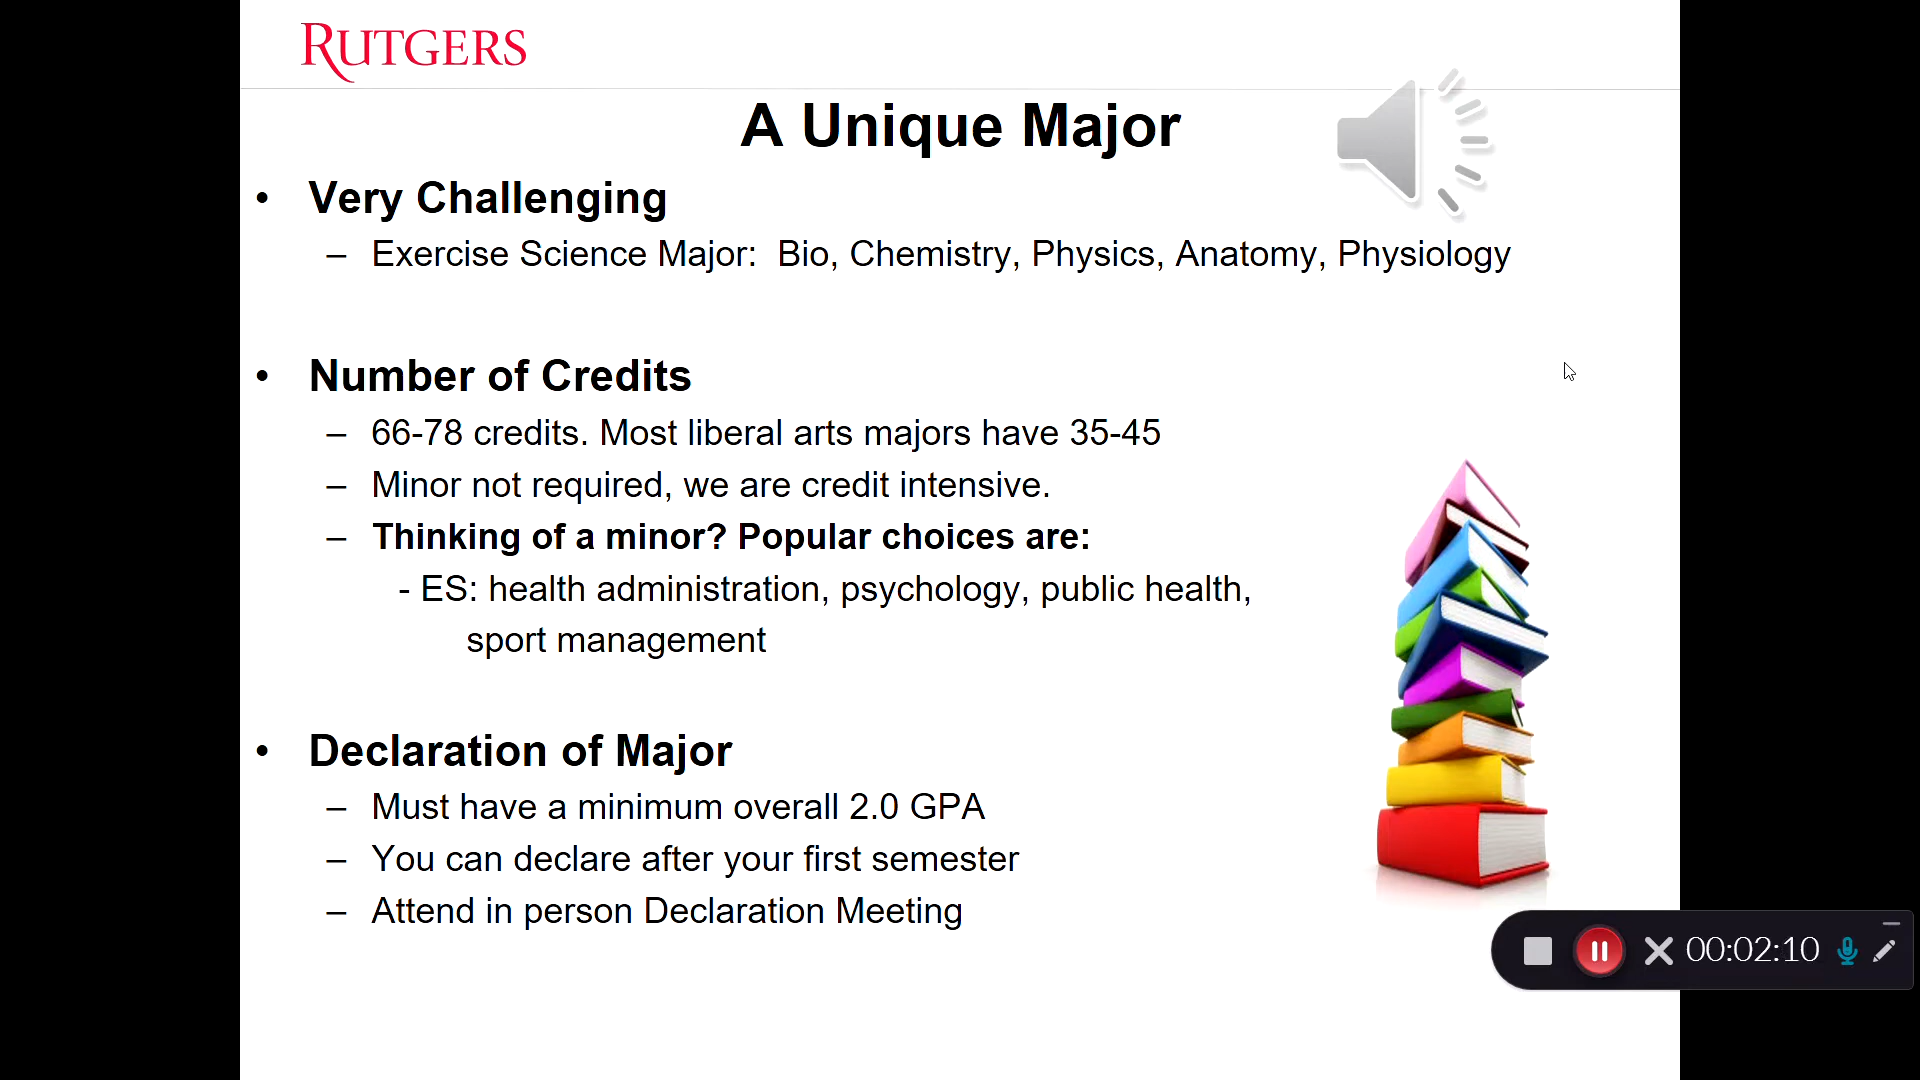 RUTGERS
A Unique Major
• Very Challenging
– Exercise Science Major:  Bio, Chemistry, Physics, Anatomy, Physiology
• Number of Credits
– 66-78 credits. Most liberal arts majors have 35-45
– Minor not required, we are credit intensive.
– Thinking of a minor? Popular choices are:
- ES: health administration, psychology, public health,
sport management
• Declaration of Major
– Must have a minimum overall 2.0 GPA
– You can declare after your first semester
– Attend in person Declaration Meeting
00:02:10